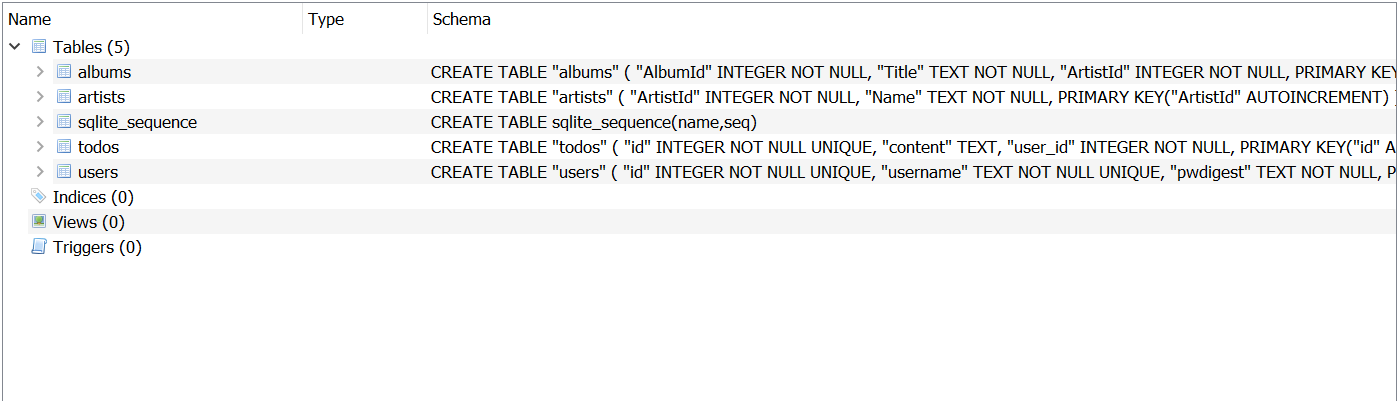 Name Type Schema
Tables (5)
albums CREATE TABLE "albums" ( "AlbumId" INTEGER NOT NULL, "Title" TEXT NOT NULL, "ArtistId" INTEGER NOT NULL, PRIMARY KEY
artists CREATE TABLE "artists" ( "ArtistId" INTEGER NOT NULL, "Name" TEXT NOT NULL, PRIMARY KEY("ArtistId" AUTOINCREMENT)
sqlite_sequence CREATE TABLE sqlite_sequence(name,seq)
todos CREATE TABLE "todos" ( "id" INTEGER NOT NULL UNIQUE, "content" TEXT, "user_id" INTEGER NOT NULL, PRIMARY KEY("id" A
users CREATE TABLE "users" ( "id" INTEGER NOT NULL UNIQUE, "username" TEXT NOT NULL UNIQUE, "pwdigest" TEXT NOT NULL, P
Indices (0)
Views (0)
Triggers (0)